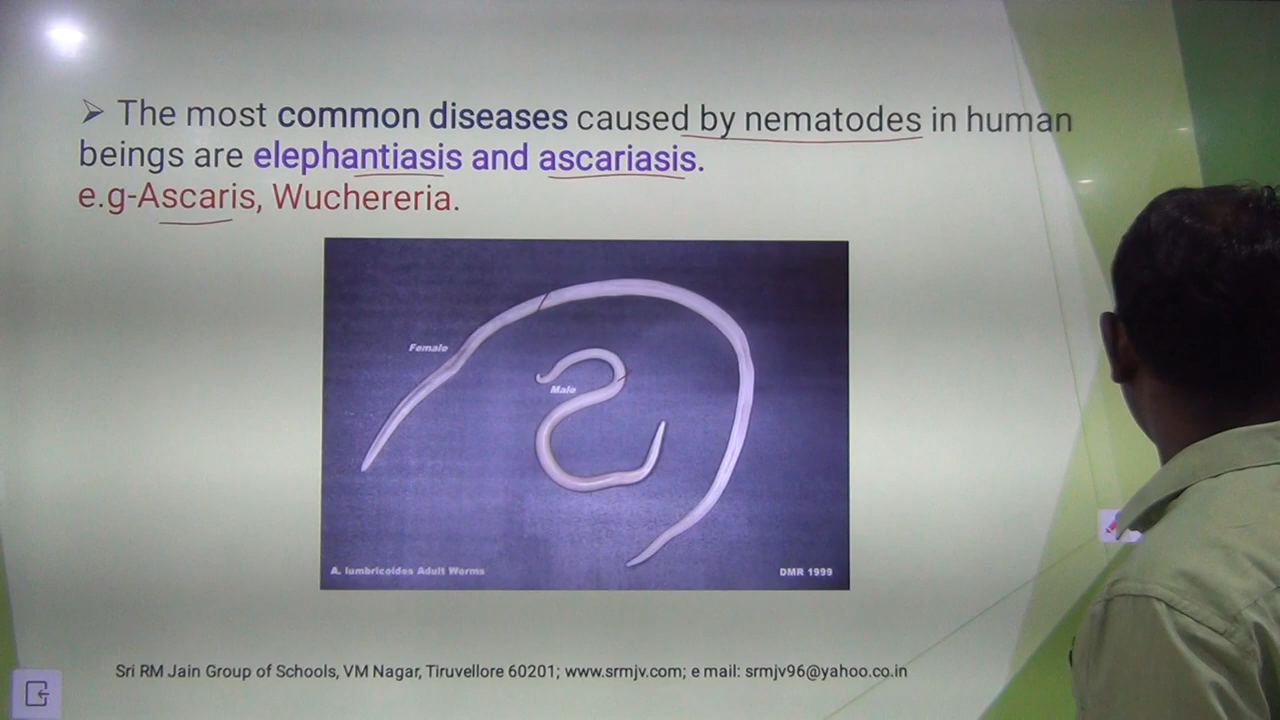 ➢ The most common diseases caused by nematodes in human
beings are elephantiasis and ascariasis.
e.g-Ascaris, Wuchereria.
Female
Male
A. lumbricoides Adult Worms
DMR 1999
Sri RM Jain Group of Schools, VM Nagar, Tiruvellore 60201; www.srmjv.com; e mail: srmjv96@yahoo.co.in